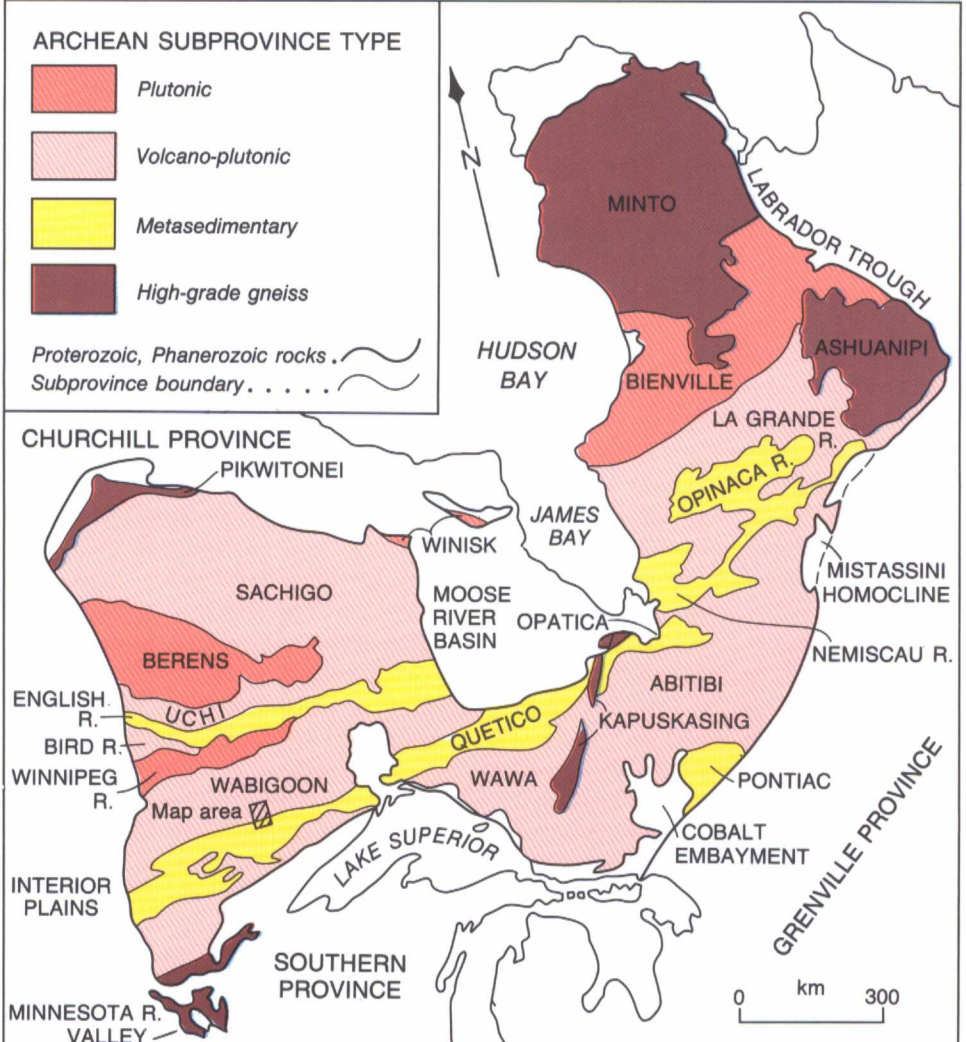 ARCHEAN SUBPROVINCE TYPE
Plutonic
Volcano-plutonic
Metasedimentary
High-grade gneiss
Proterozoic, Phanerozoic rocks .
Subprovince boundary . . . . .
N
MINTO
LABRADOR TROUGH
HUDSON
BAY
BIENVILLE
ASHUANIPI
LA GRANDE
R.
OPINACA R.
CHURCHILL PROVINCE
PIKWITONEI
WINISK
JAMES
BAY
SACHIGO
MOOSE
RIVER
BASIN
OPATICA
MISTASSINI
HOMOCLINE
NEMISCAU R.
BERENS
ABITIBI
ENGLISH
R.
UCHI
KAPUSKASING
QUETICO
BIRD R.
WINNIPEG
R.
WABIGOON
WAWA
PONTIAC
Map area
COBALT
EMBAYMENT
LAKE SUPERIOR
INTERIOR
PLAINS
GRENVILLE PROVINCE
SOUTHERN
PROVINCE
MINNESOTA R.
VALLEY
0 km 300